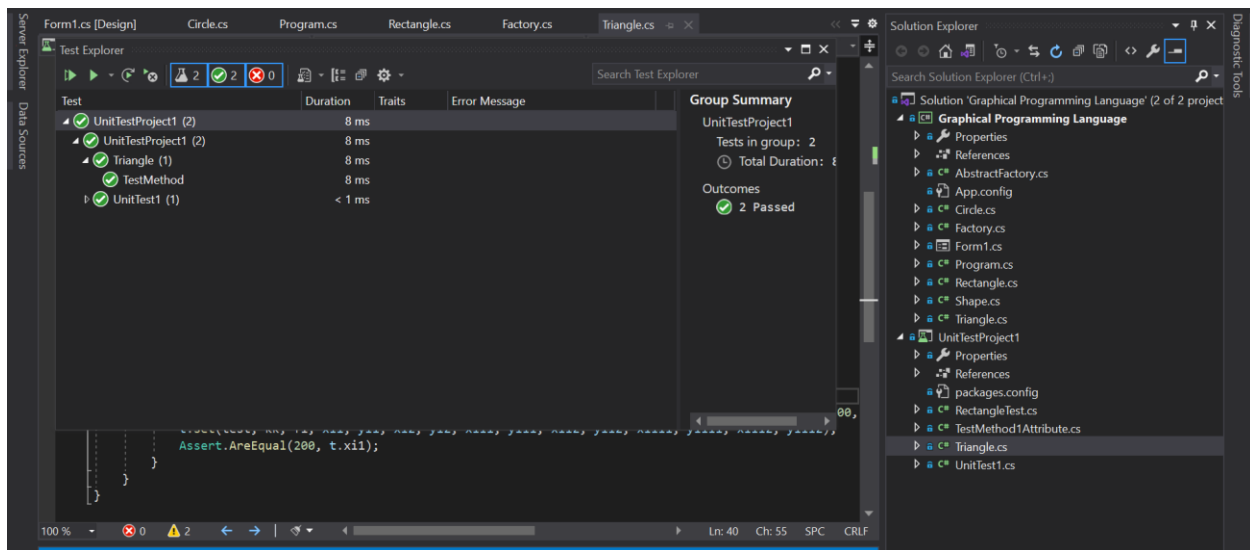 Server Explorer
Data Sources
Form1.cs [Design]
Circle.cs
Program.cs
Rectangle.cs
Factory.cs
Triangle.cs
Test Explorer
2
2
0
Search Test Explorer
Test
Duration
Traits
Error Message
UnitTestProject1 (2)
8 ms
UnitTestProject1 (2)
8 ms
Triangle (1)
8 ms
TestMethod
8 ms
UnitTest1 (1)
< 1 ms
Group Summary
UnitTestProject1
Tests in group: 2
Total Duration: 8
Outcomes
2 Passed
00,
Assert.AreEqual(200, t.xi1);
}
}
}
100 %
0
2
Ln: 40
Ch: 55
SPC
CRLF
Solution Explorer
Search Solution Explorer (Ctrl+;)
Solution 'Graphical Programming Language' (2 of 2 project
Graphical Programming Language
Properties
References
C# AbstractFactory.cs
App.config
C# Circle.cs
C# Factory.cs
Form1.cs
C# Program.cs
C# Rectangle.cs
C# Shape.cs
C# Triangle.cs
UnitTestProject1
Properties
References
packages.config
C# RectangleTest.cs
C# TestMethod1Attribute.cs
C# Triangle.cs
C# UnitTest1.cs
Diagnostic Tools